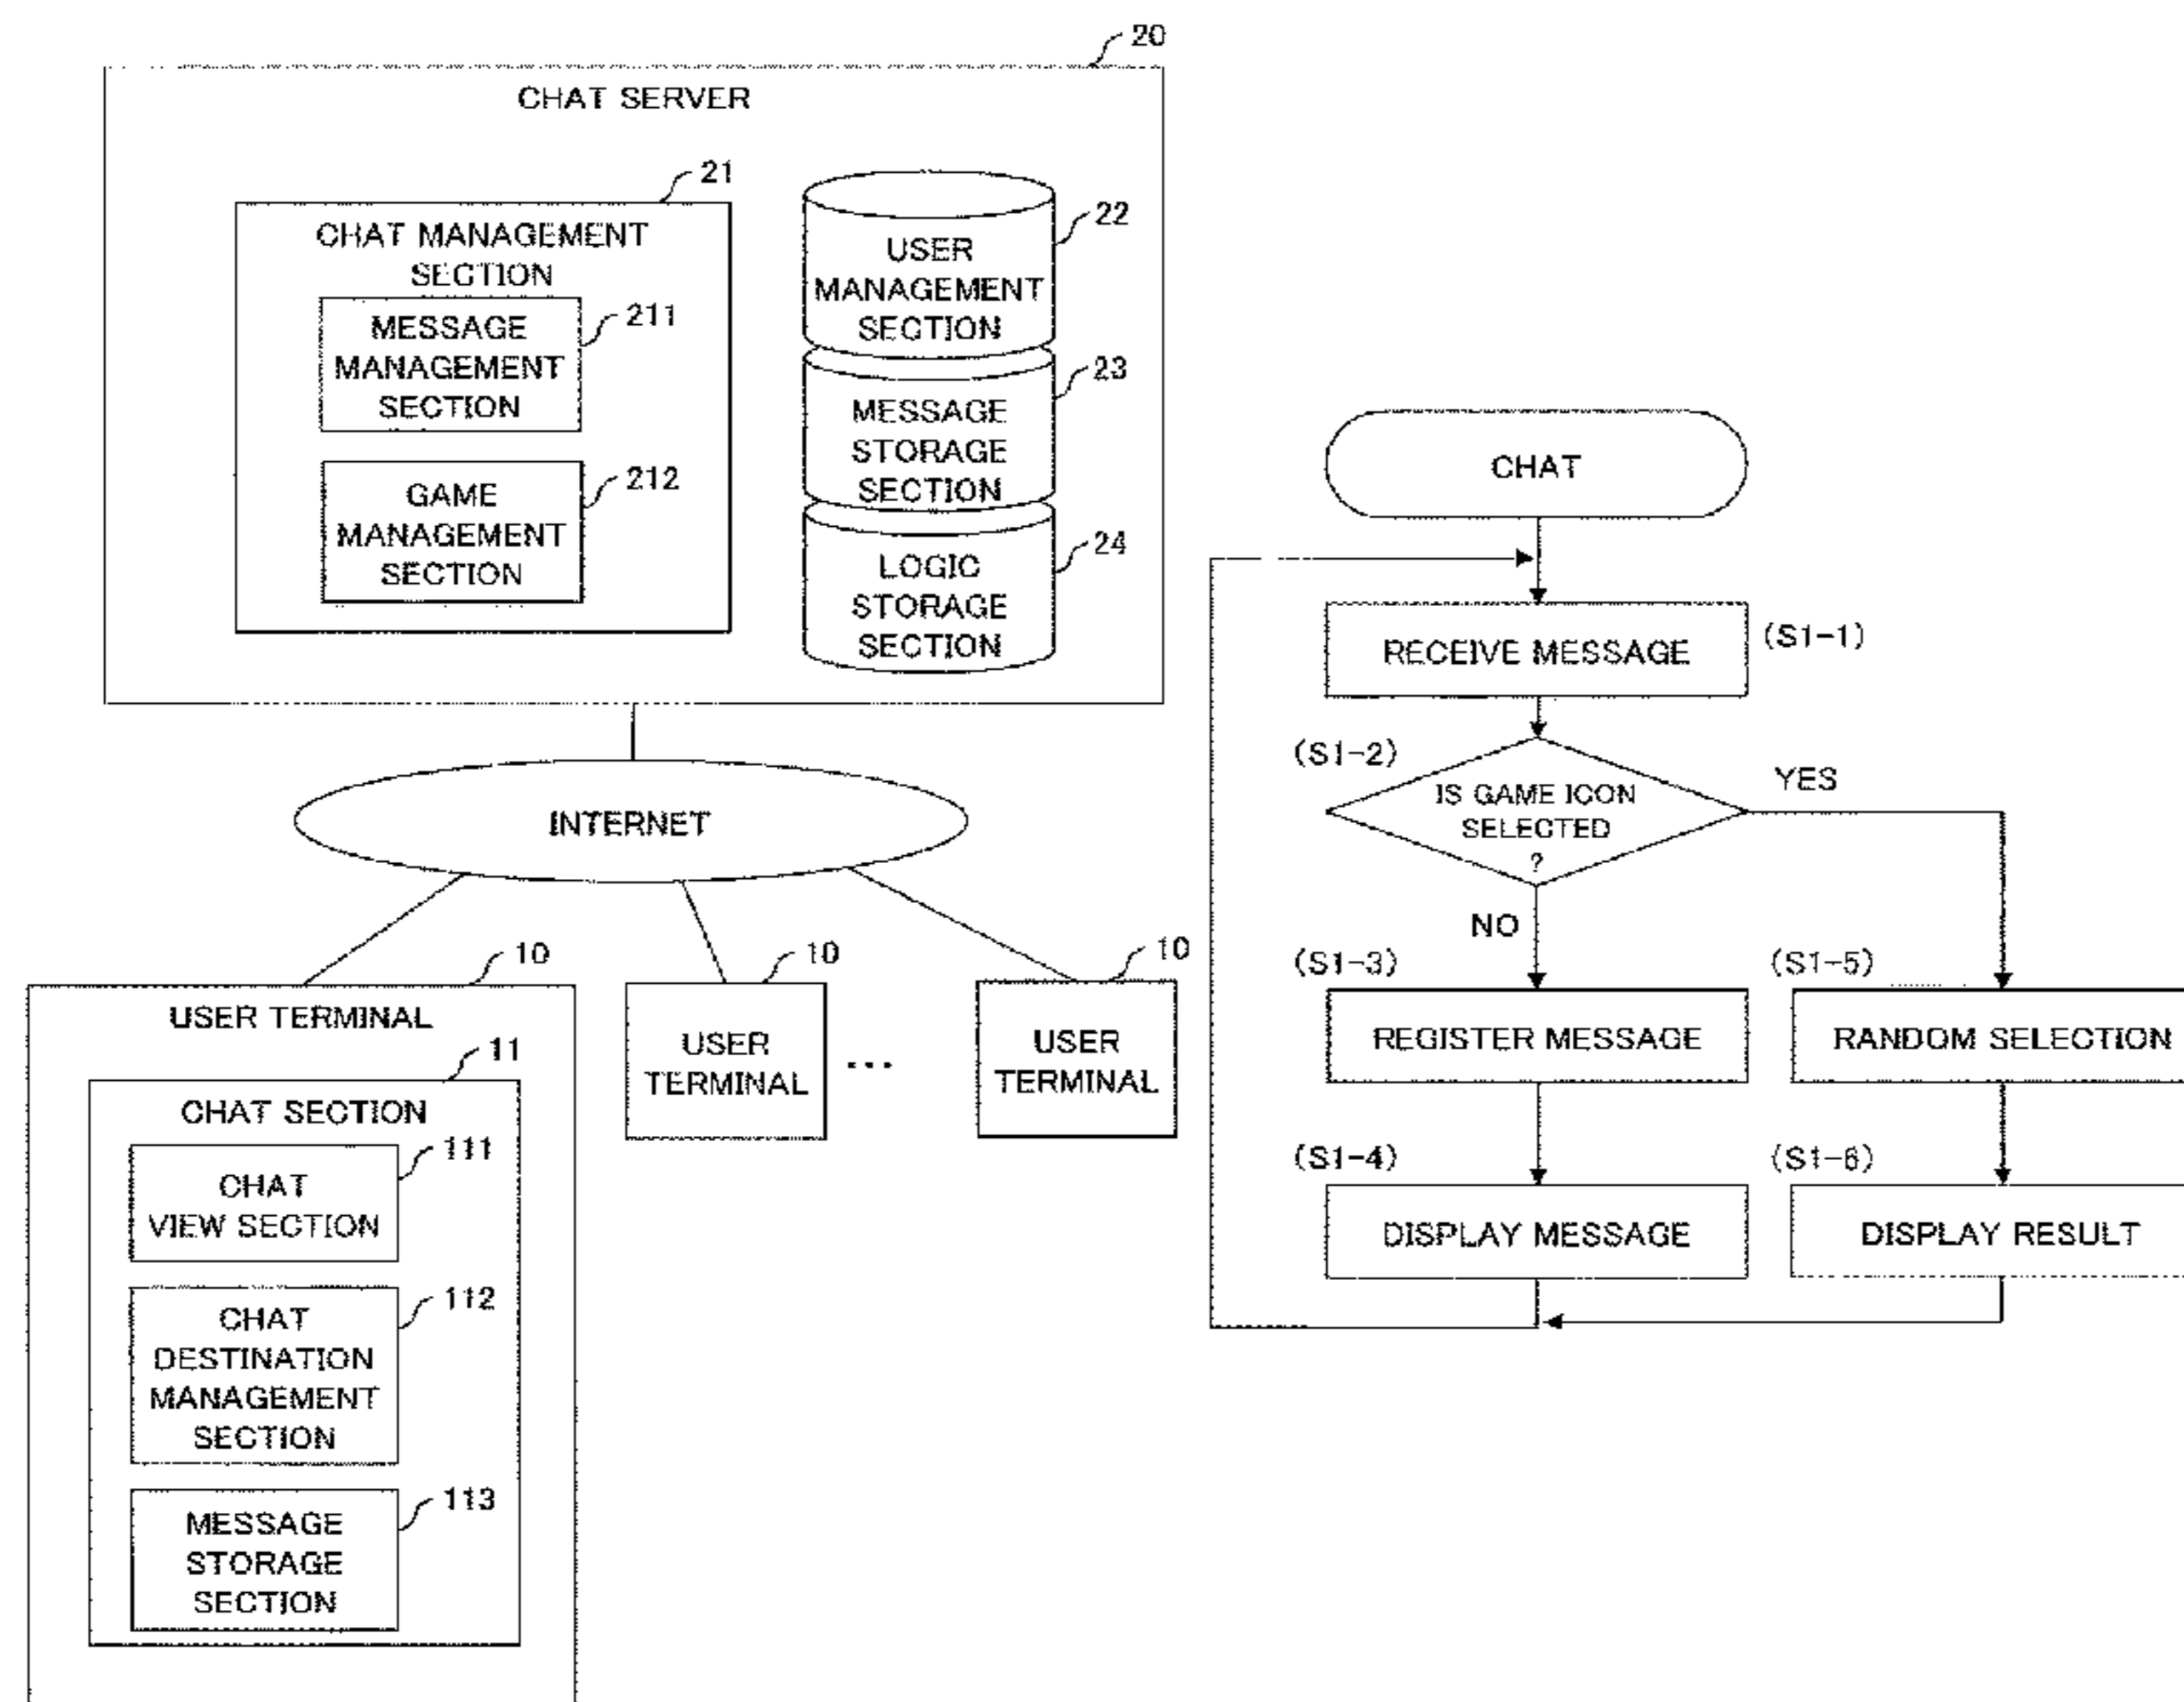 20
CHAT SERVER
21
CHAT MANAGEMENT
SECTION
211
MESSAGE
MANAGEMENT
SECTION
212
GAME
MANAGEMENT
SECTION
22
USER
MANAGEMENT
SECTION
23
MESSAGE
STORAGE
SECTION
24
LOGIC
STORAGE
SECTION
INTERNET
10
USER TERMINAL
11
CHAT SECTION
111
CHAT
VIEW SECTION
112
CHAT
DESTINATION
MANAGEMENT
SECTION
113
MESSAGE
STORAGE
SECTION
10
USER
TERMINAL
...
10
USER
TERMINAL
CHAT
RECEIVE MESSAGE
(S1-1)
(S1-2)
IS GAME ICON
SELECTED
?
YES
NO
(S1-3)
REGISTER MESSAGE
(S1-4)
DISPLAY MESSAGE
(S1-5)
RANDOM SELECTION
(S1-6)
DISPLAY RESULT